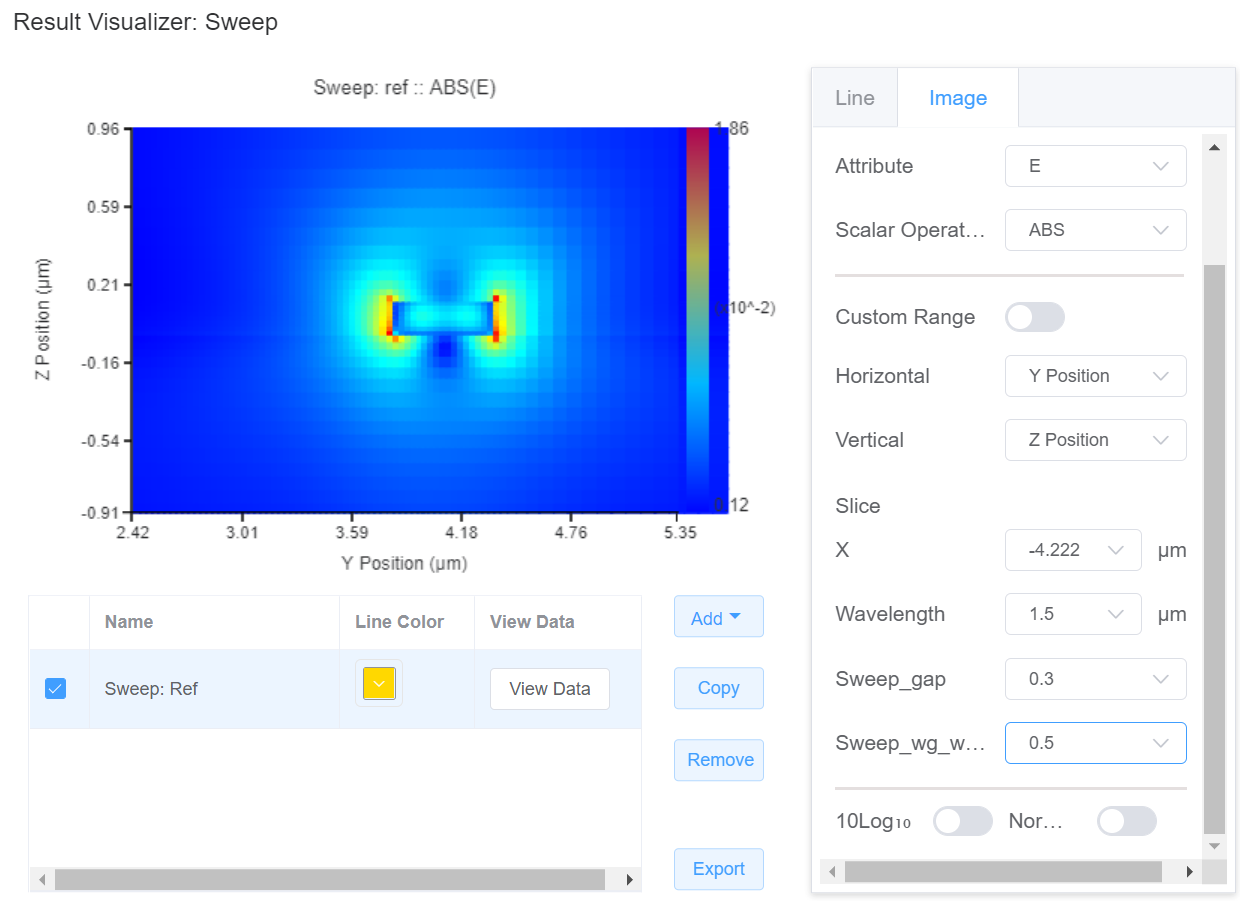 Result Visualizer: Sweep
Sweep: ref :: ABS(E)
0.96
0.59
0.21
-0.16
-0.54
-0.91
Z Position (µm)
2.42
3.01
3.59
4.18
4.76
5.35
Y Position (µm)
1.86
(x10^-2)
0.12
Name
Line Color
View Data
Sweep: Ref
View Data
Add
Copy
Remove
Export
Line
Image
Attribute
E
Scalar Operat...
ABS
Custom Range
Horizontal
Y Position
Vertical
Z Position
Slice
X
-4.222
µm
Wavelength
1.5
µm
Sweep_gap
0.3
Sweep_wg_w...
0.5
10Log₁₀
Nor...